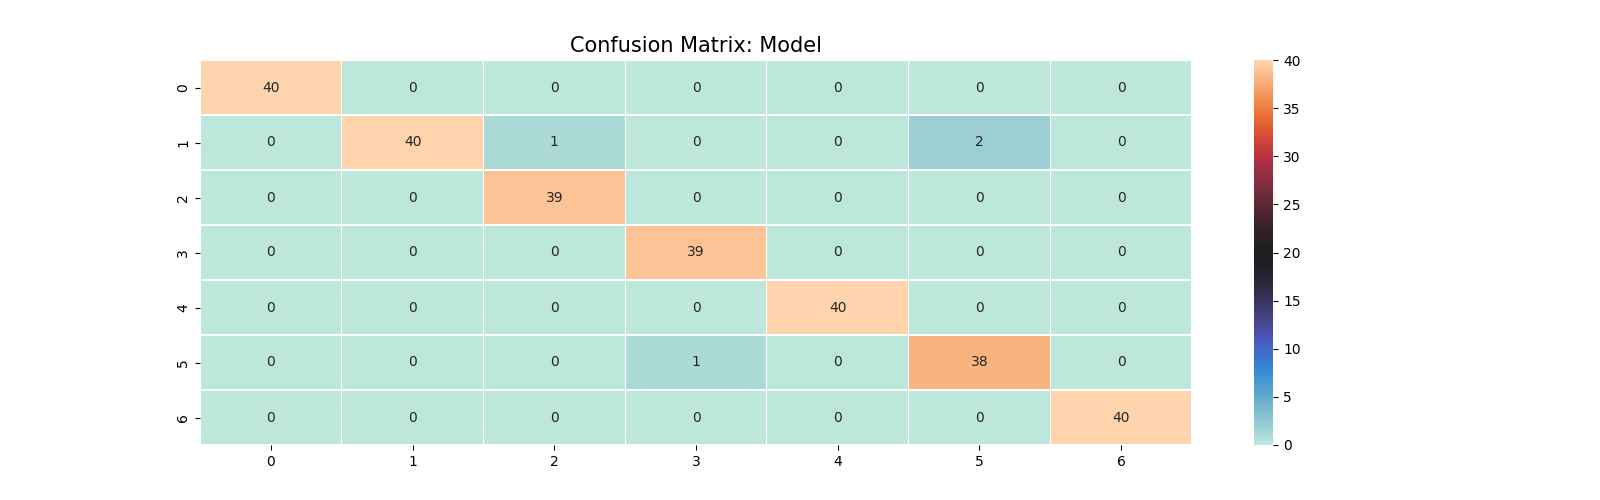 Confusion Matrix: Model
0 40 0 0 0 0 0 0
1 0 40 1 0 0 2 0
2 0 0 39 0 0 0 0
3 0 0 0 39 0 0 0
4 0 0 0 0 40 0 0
5 0 0 0 1 0 38 0
6 0 0 0 0 0 0 40
0 1 2 3 4 5 6
40
35
30
25
20
15
10
5
0